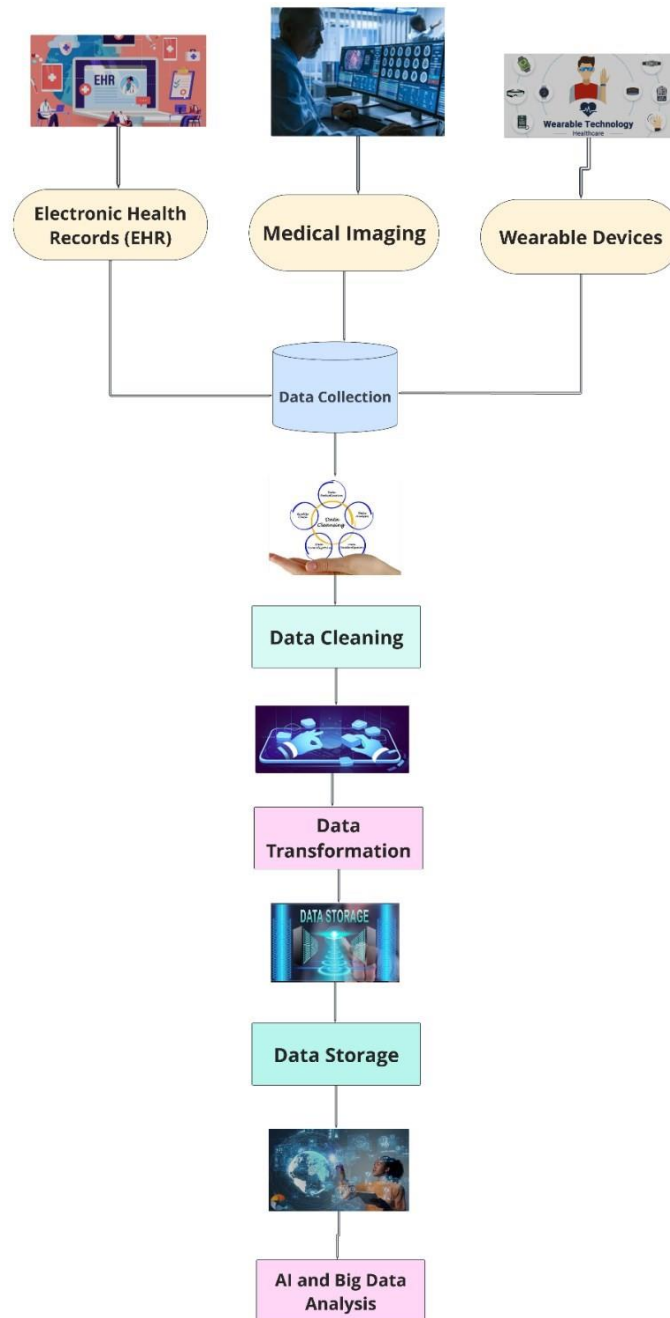 EHR
Wearable Technology
Healthcare
Electronic Health
Records (EHR)
Medical Imaging
Wearable Devices
Data Collection
Data
Cleansing
Data Cleaning
Data
Transformation
DATA STORAGE
Data Storage
AI and Big Data
Analysis